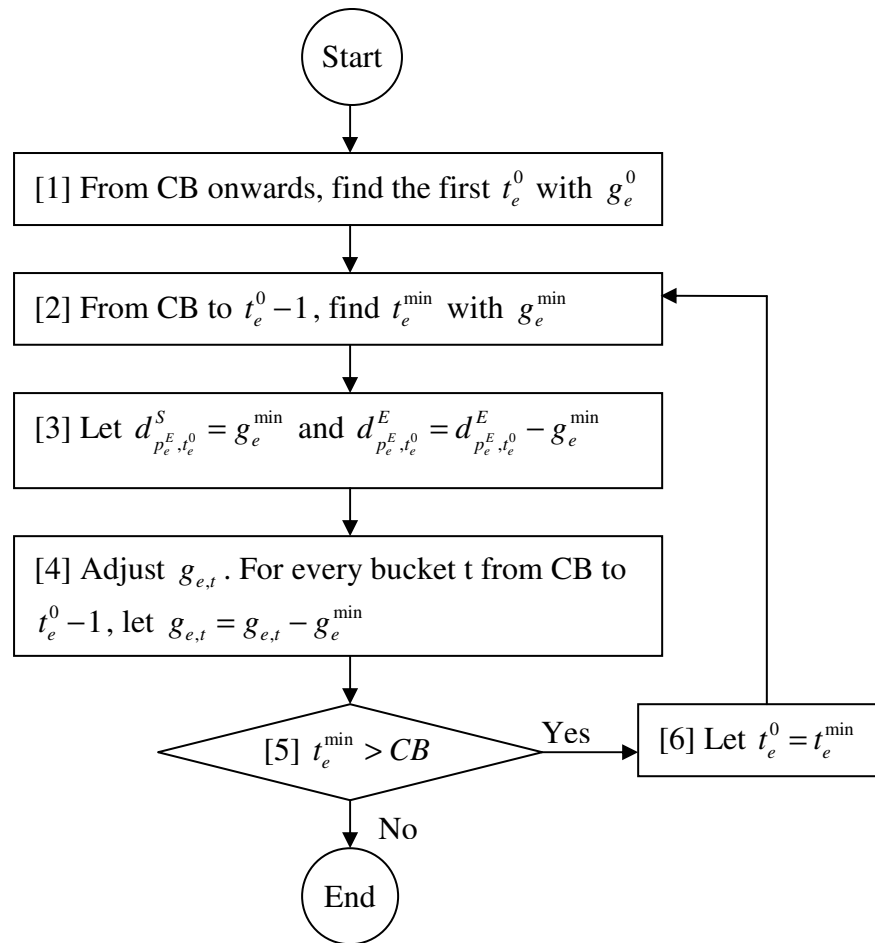 Start
[1] From CB onwards, find the first $t_e^0$ with $g_e^0$
[2] From CB to $t_e^0 - 1$, find $t_e^{\min}$ with $g_e^{\min}$
[3] Let $d^S_{p_e^E, t_e^0} = g_e^{\min}$ and $d^E_{p_e^E, t_e^0} = d^E_{p_e^E, t_e^0} - g_e^{\min}$
[4] Adjust $g_{e,t}$. For every bucket t from CB to
$t_e^0 - 1$, let $g_{e,t} = g_{e,t} - g_e^{\min}$
[5] $t_e^{\min} > CB$
Yes
[6] Let $t_e^0 = t_e^{\min}$
No
End